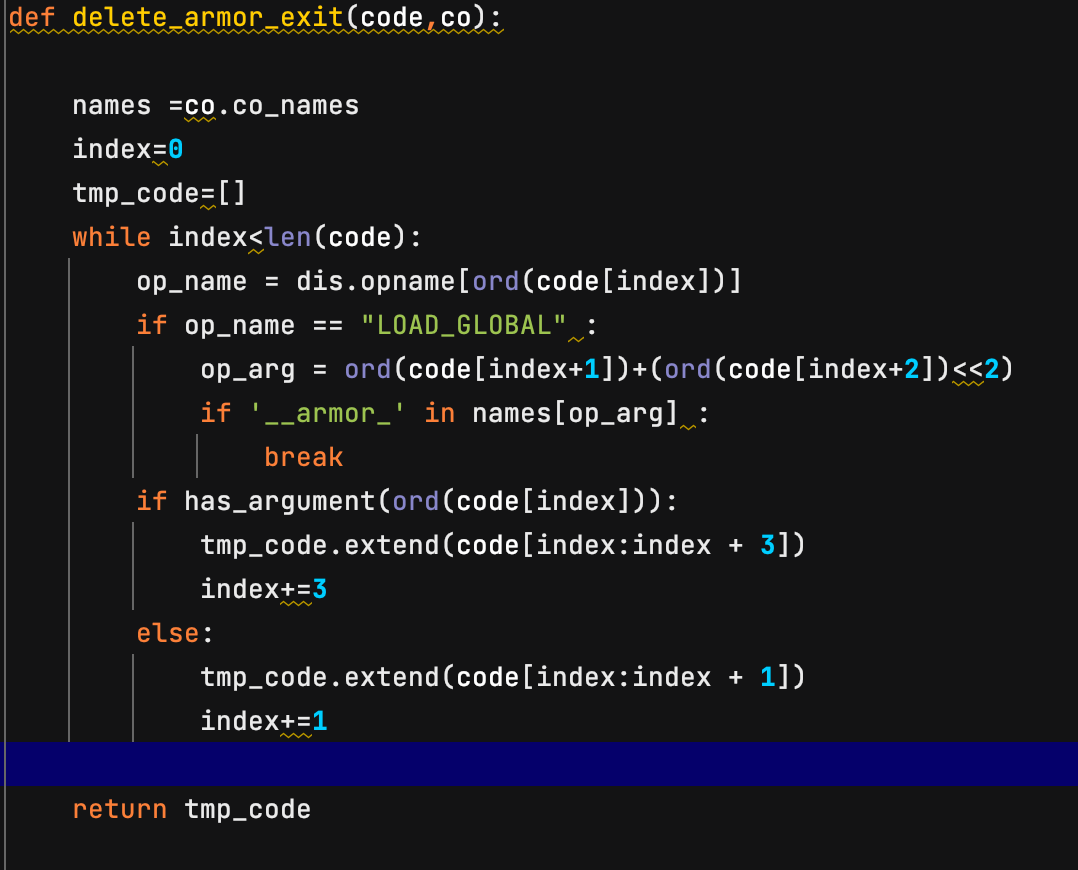 def delete_armor_exit(code,co):
    names =co.co_names
    index=0
    tmp_code=[]
    while index<len(code):
        op_name = dis.opname[ord(code[index])]
        if op_name == "LOAD_GLOBAL" :
            op_arg = ord(code[index+1])+(ord(code[index+2])<<2)
            if '__armor_' in names[op_arg] :
                break
        if has_argument(ord(code[index])):
            tmp_code.extend(code[index:index + 3])
            index+=3
        else:
            tmp_code.extend(code[index:index + 1])
            index+=1
    return tmp_code